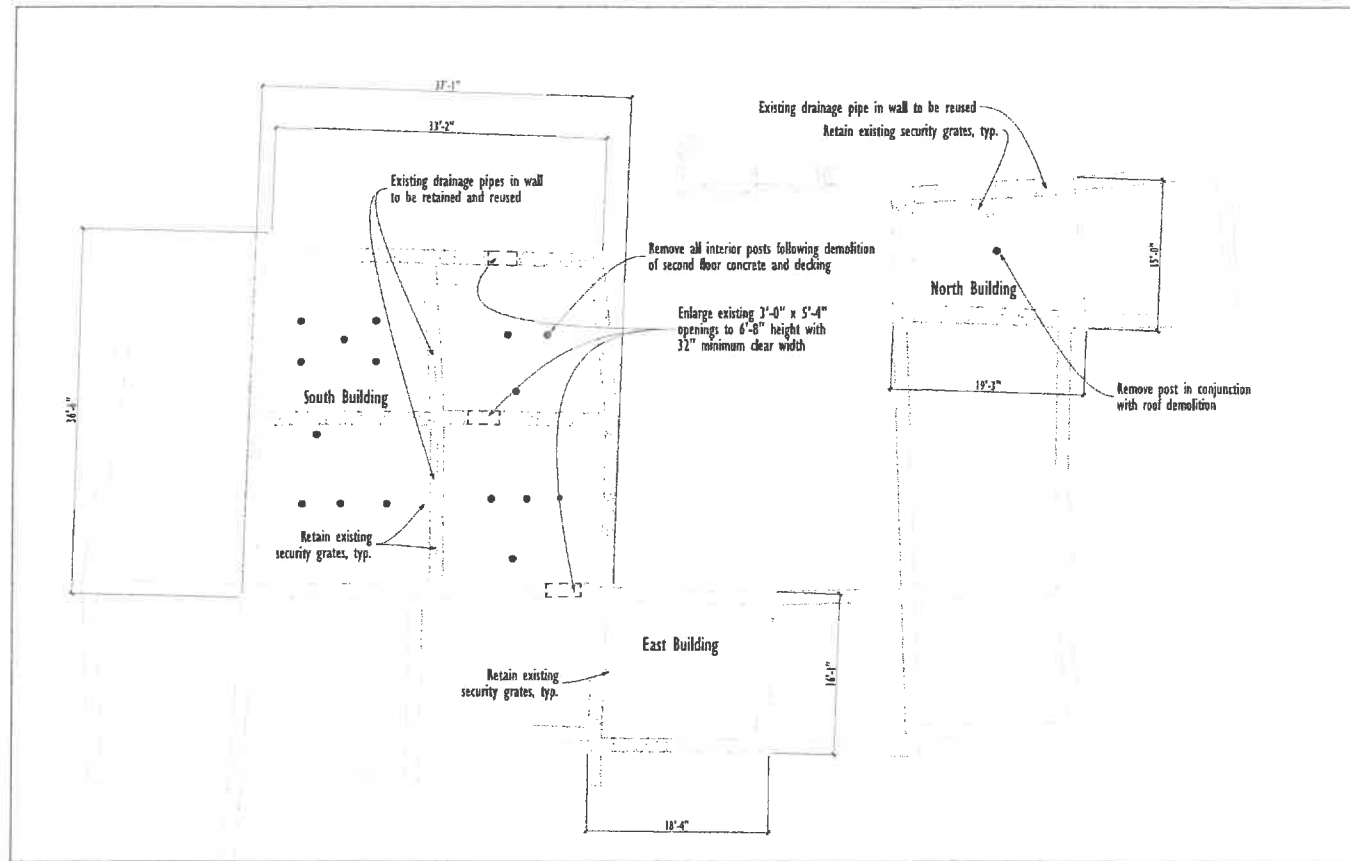 37'-1"
33'-2"
Existing drainage pipe in wall to be reused
Retain existing security grates, typ.
Existing drainage pipes in wall
to be retained and reused
15'-0"
Remove all interior posts following demolition
of second floor concrete and decking
North Building
Enlarge existing 3'-0" x 5'-4"
openings to 6'-8" height with
32" minimum clear width
19'-3"
Remove post in conjunction
with roof demolition
South Building
Retain existing
security grates, typ.
East Building
Retain existing
security grates, typ.
16'-1"
18'-4"